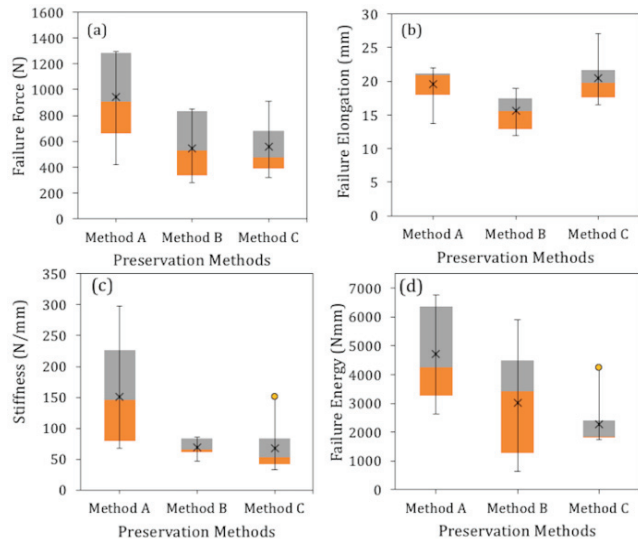 (a)
Failure Force (N)
1600
1400
1200
1000
800
600
400
200
0
Method A Method B Method C
Preservation Methods
(b)
Failure Elongation (mm)
30
25
20
15
10
5
0
Method A Method B Method C
Preservation Methods
(c)
Stiffness (N/mm)
350
300
250
200
150
100
50
0
Method A Method B Method C
Preservation Methods
(d)
Failure Energy (Nmm)
8000
7000
6000
5000
4000
3000
2000
1000
0
Method A Method B Method C
Preservation Methods